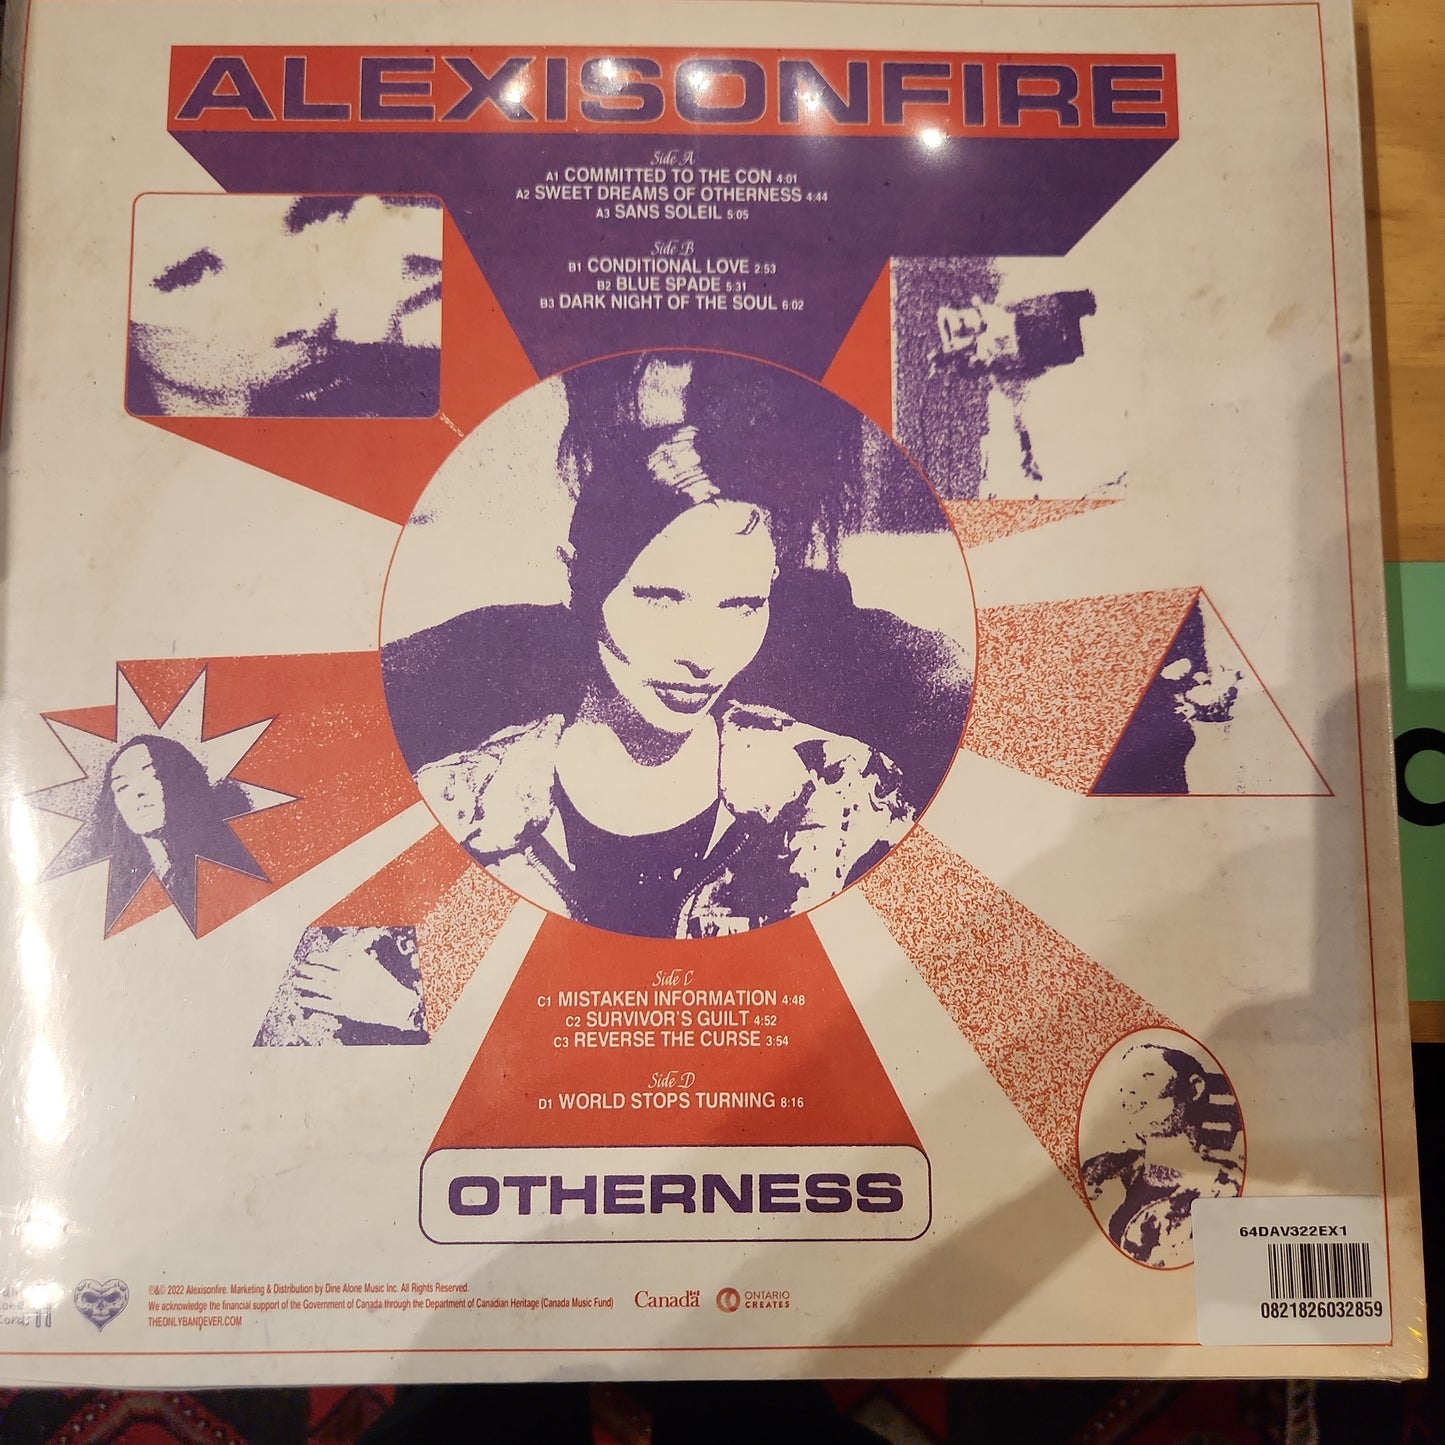 ALEXISONFIRE
Side A
A1 COMMITTED TO THE CON 4:01
A2 SWEET DREAMS OF OTHERNESS 4:44
A3 SANS SOLEIL 5:05
Side B
B1 CONDITIONAL LOVE 2:53
B2 BLUE SPADE 5:31
B3 DARK NIGHT OF THE SOUL 6:02
Side C
C1 MISTAKEN INFORMATION 4:48
C2 SURVIVOR'S GUILT 4:52
C3 REVERSE THE CURSE 3:54
Side D
D1 WORLD STOPS TURNING 8:16
OTHERNESS
64DAV322EX1
0821826032859
℗&© 2022 Alexisonfire. Marketing & Distribution by Dine Alone Music Inc. All Rights Reserved.
We acknowledge the financial support of the Government of Canada through the Department of Canadian Heritage (Canada Music Fund)
THEONLYBANDEVER.COM
Canada
ONTARIO
CREATES